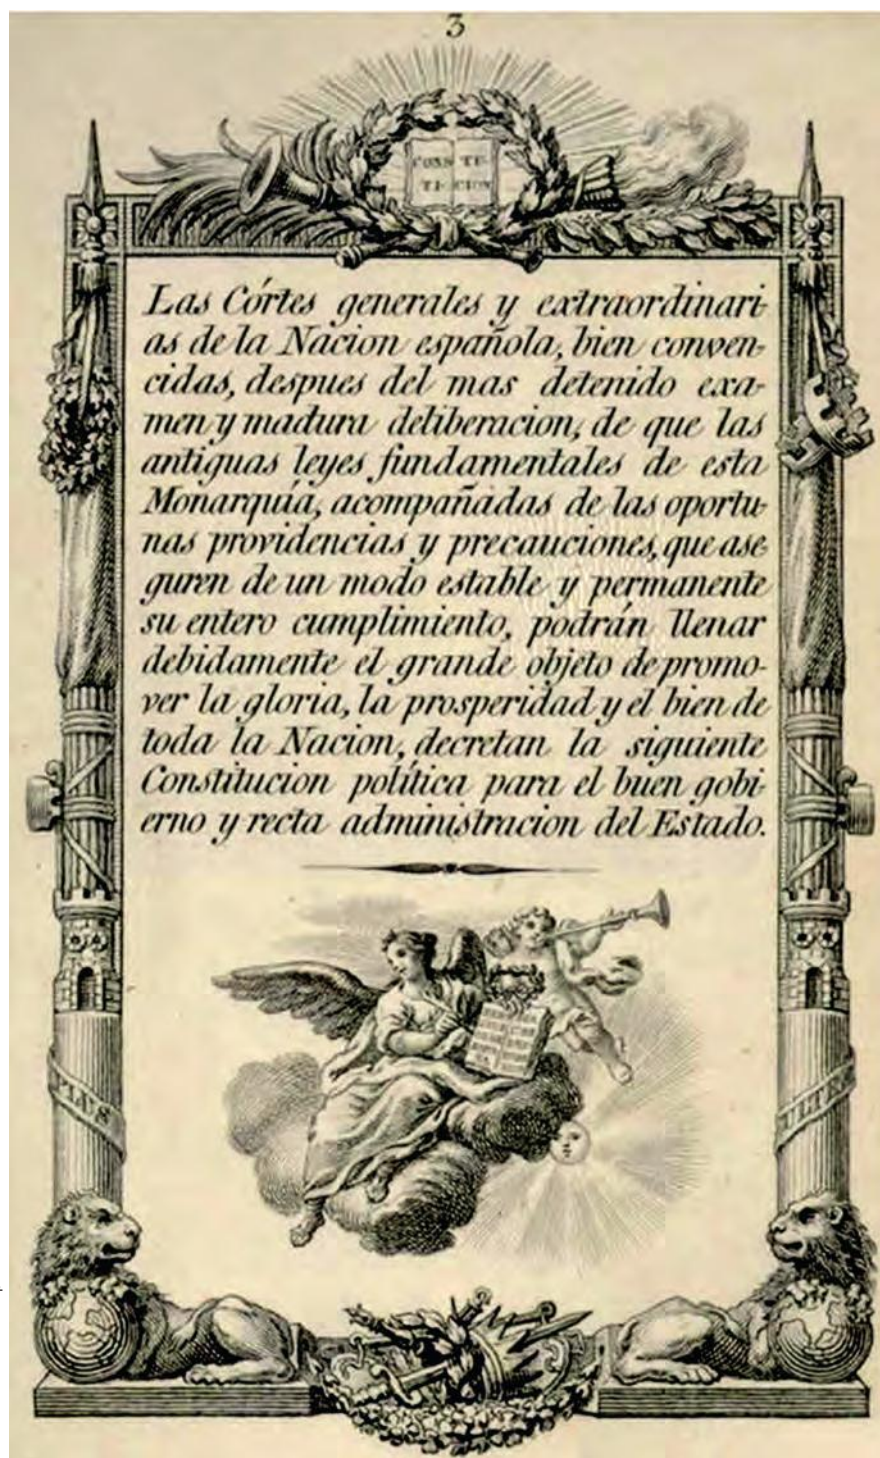 3
CONS TI-
TU- CION
Las Córtes generales y extraordinari-
as de la Nacion española, bien conven-
cidas, despues del mas detenido exa-
men y madura deliberacion, de que las
antiguas leyes fundamentales de esta
Monarquía, acompañadas de las oportu-
nas providencias y precauciones, que ase-
guren de un modo estable y permanente
su entero cumplimiento, podrán llenar
debidamente el grande objeto de promo-
ver la gloria, la prosperidad y el bien de
toda la Nacion, decretan la siguiente
Constitucion política para el buen gobi-
erno y recta administracion del Estado.
PLUS
ULTRA